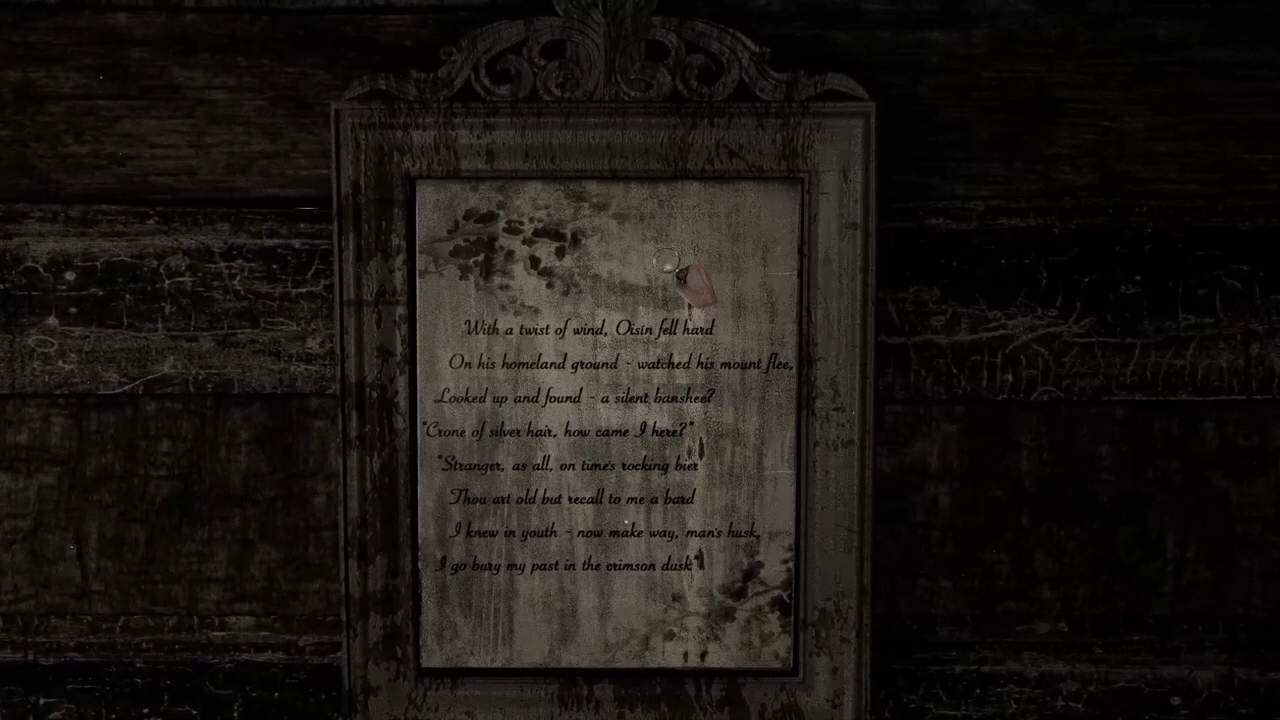 With a twist of wind, Oisín fell hard
On his homeland ground - watched his mount flee,
Looked up and found - a silent banshee?
"Crone of silver hair, how came I here?"
"Stranger, as all, on time's rocking bier
Thou art old but recall to me a bard
I knew in youth - now make way, man's husk,
I go bury my past in the crimson dusk"